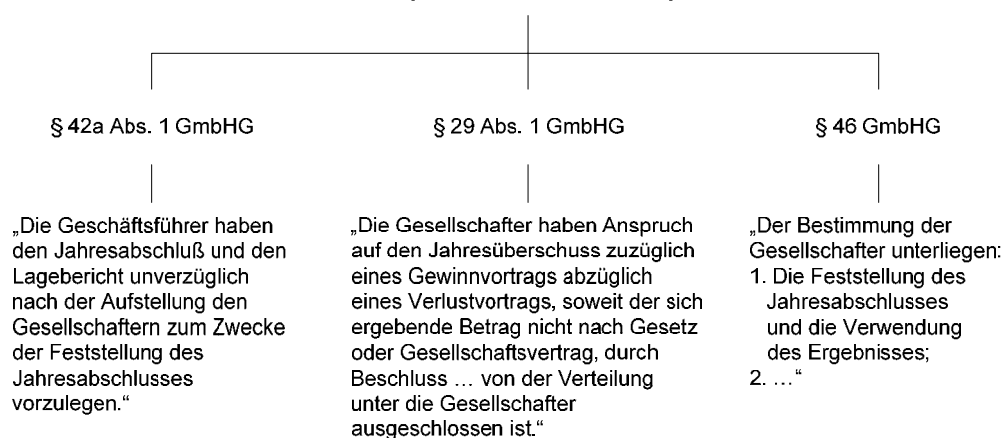 § 42a Abs. 1 GmbHG
„Die Geschäftsführer haben
den Jahresabschluß und den
Lagebericht unverzüglich
nach der Aufstellung den
Gesellschaftern zum Zwecke
der Feststellung des
Jahresabschlusses
vorzulegen.“
§ 29 Abs. 1 GmbHG
„Die Gesellschafter haben Anspruch
auf den Jahresüberschuss zuzüglich
eines Gewinnvortrags abzüglich
eines Verlustvortrags, soweit der sich
ergebende Betrag nicht nach Gesetz
oder Gesellschaftsvertrag, durch
Beschluss … von der Verteilung
unter die Gesellschafter
ausgeschlossen ist.“
§ 46 GmbHG
„Der Bestimmung der
Gesellschafter unterliegen:
1. Die Feststellung des
Jahresabschlusses
und die Verwendung
des Ergebnisses;
2. …“